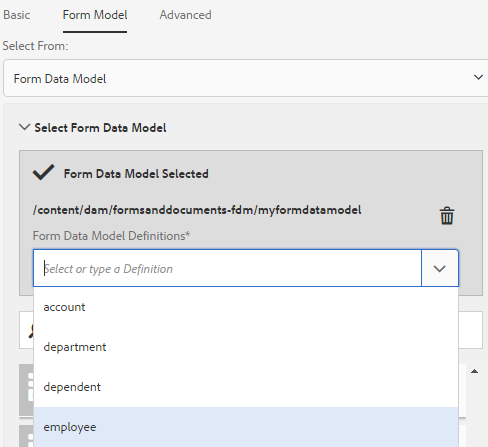 Basic Form Model Advanced
Select From:
Form Data Model
Select Form Data Model
Form Data Model Selected
/content/dam/formsanddocuments-fdm/myformdatamodel
Form Data Model Definitions*
Select or type a Definition
account
department
dependent
employee